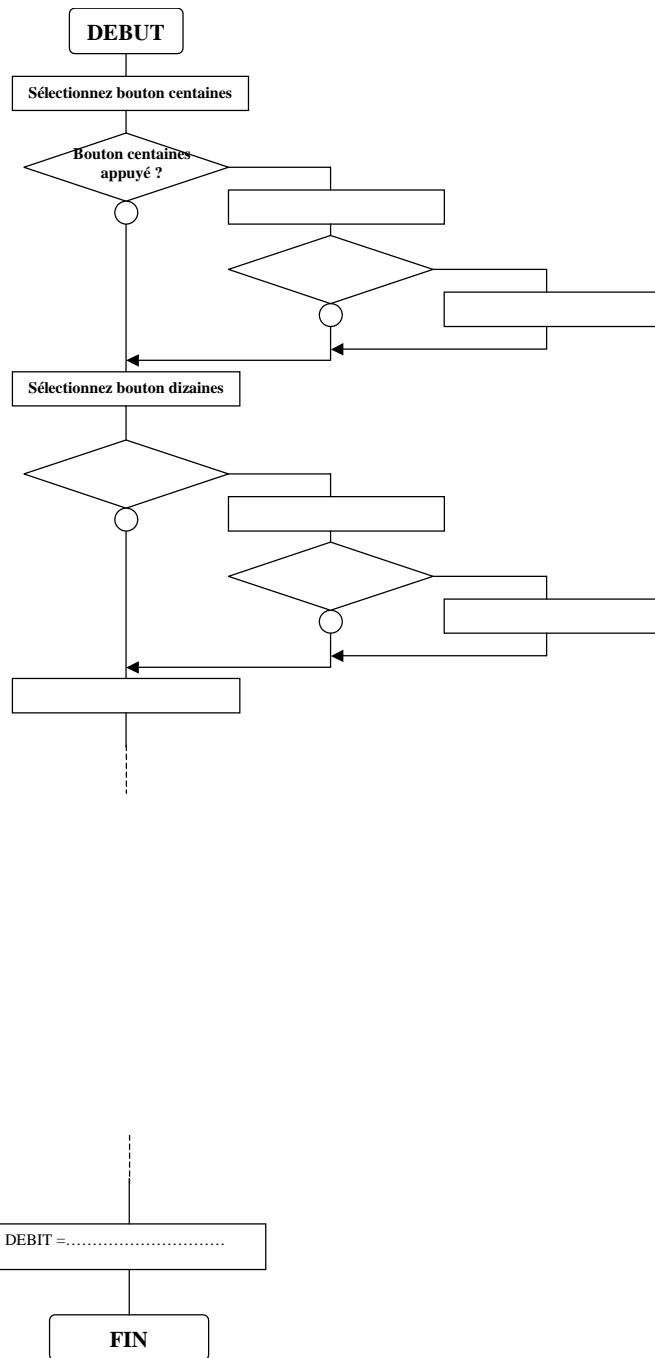 DEBUT
Sélectionnez bouton centaines
Bouton centaines
appuyé ?
Sélectionnez bouton dizaines
DEBIT =…………………………
FIN